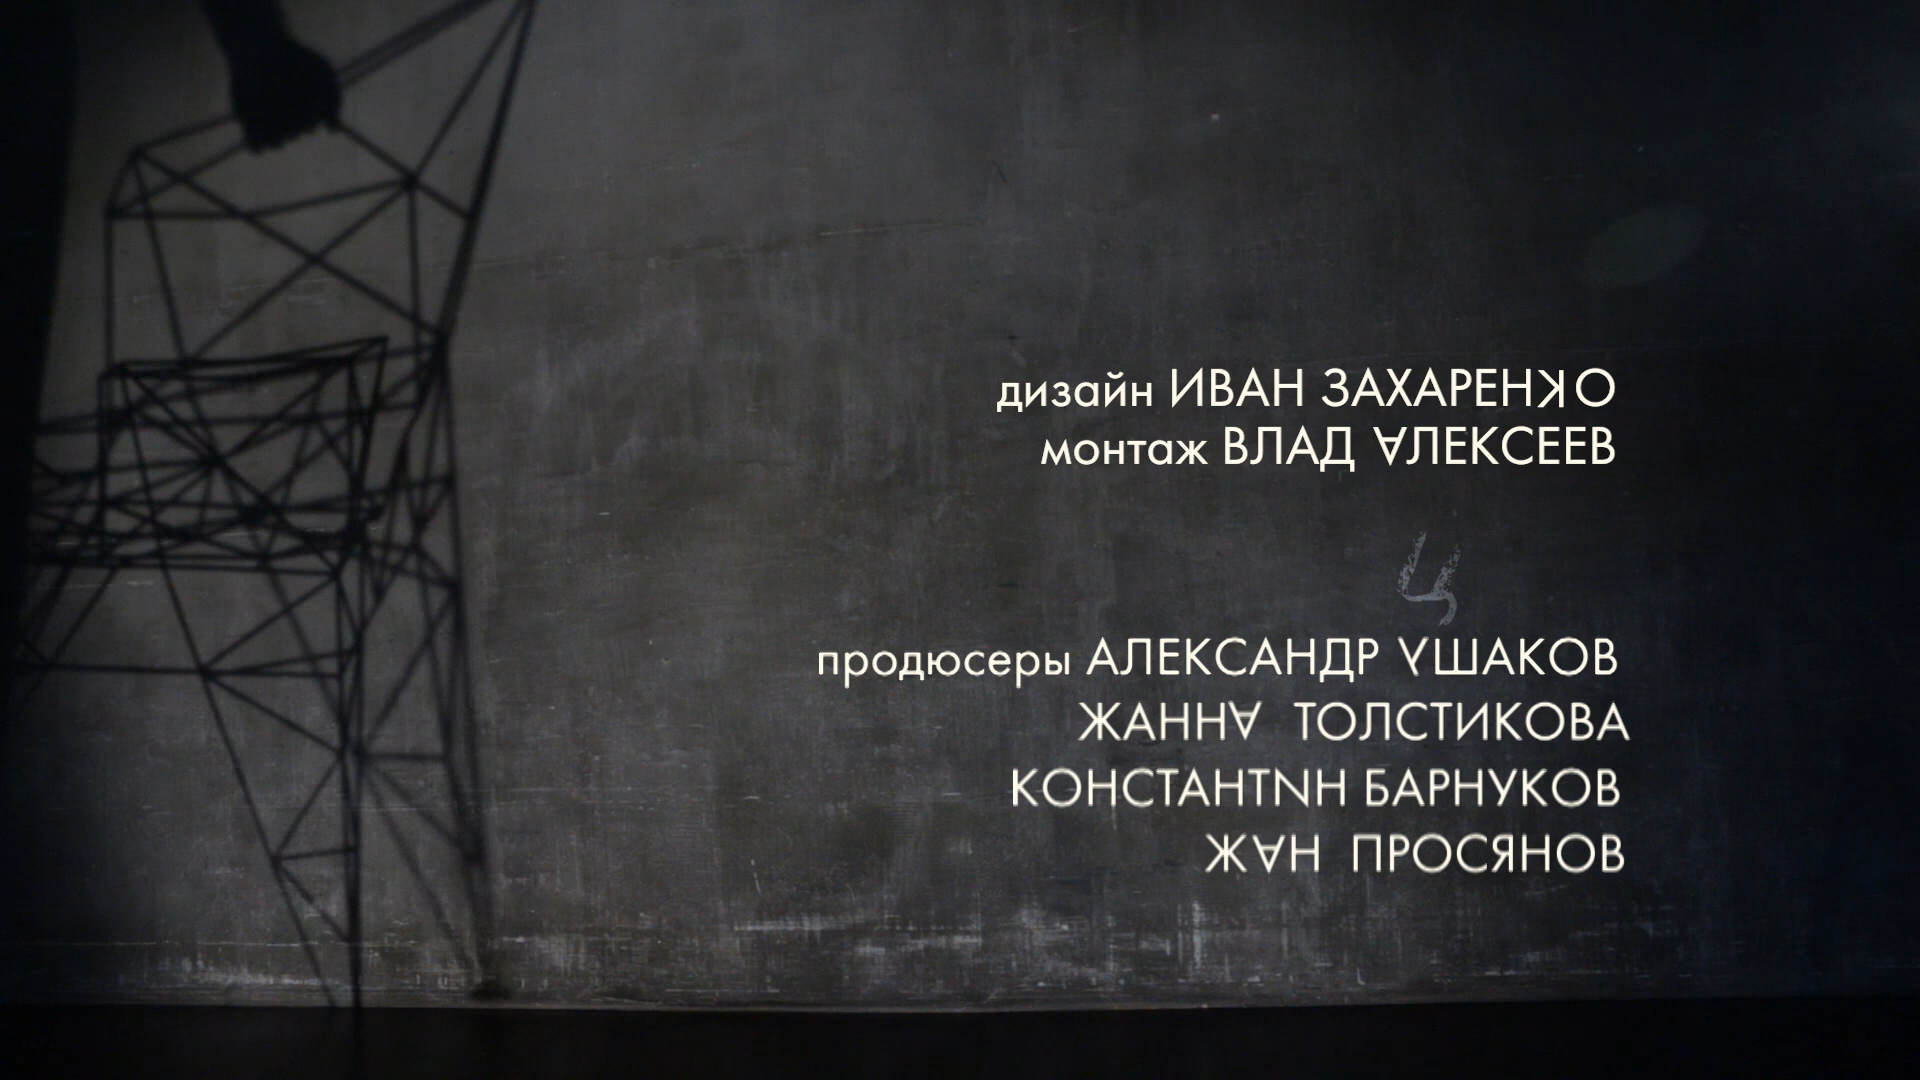 дизайн ИВАН ЗАХАРЕНКО
монтаж ВЛАД АЛЕКСЕЕВ
Ц
продюсеры АЛЕКСАНДР УШАКОВ
ЖАННА ТОЛСТИКОВА
КОНСТАНТИН БАРНУКОВ
ЖАН ПРОСЯНОВ